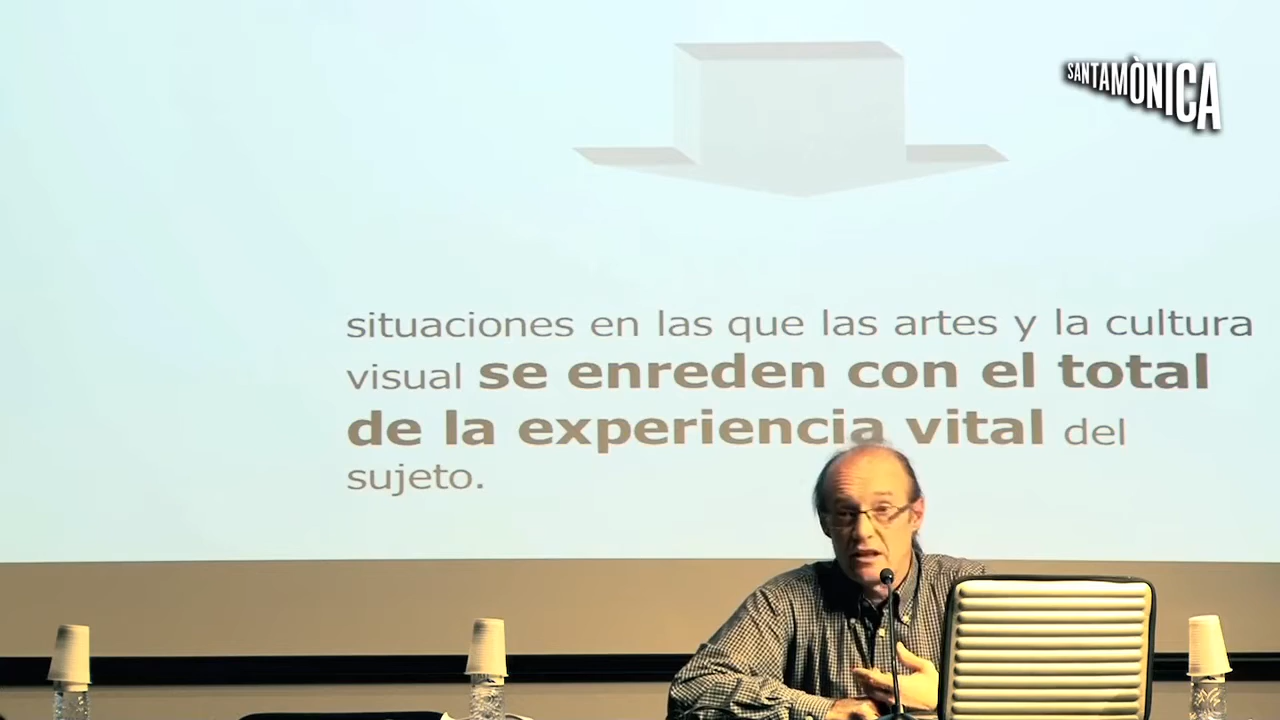 SANTAMÒNICA
situaciones en las que las artes y la cultura
visual se enreden con el total
de la experiencia vital del
sujeto.